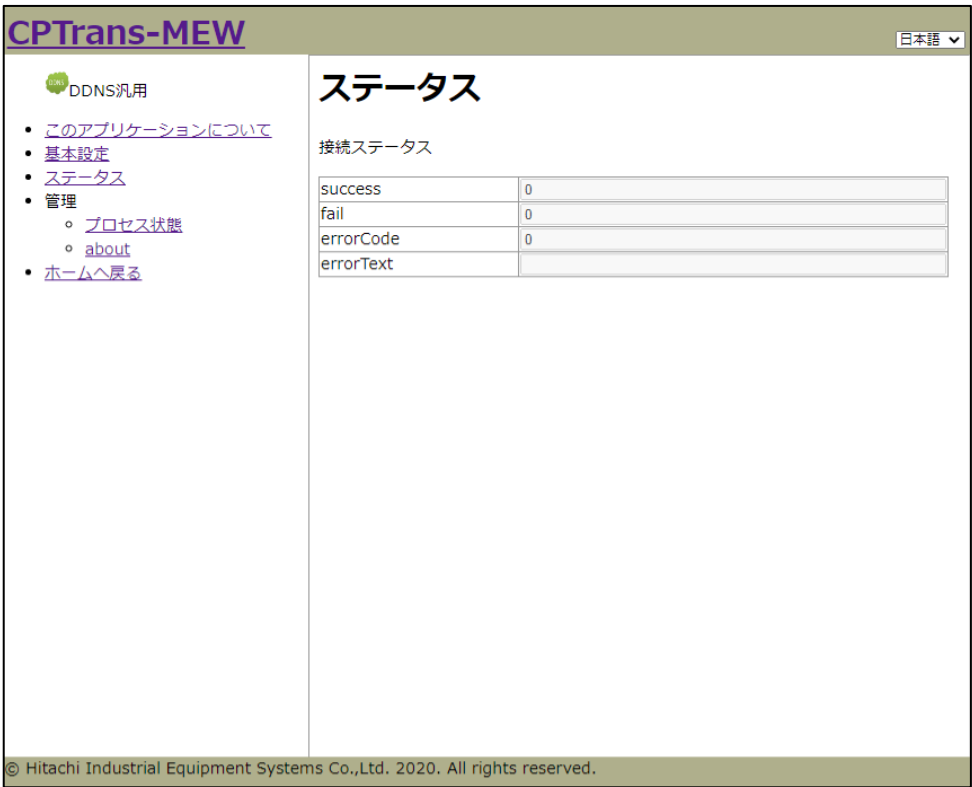 CPTrans-MEW
日本語
DDNS
DDNS汎用
このアプリケーションについて
基本設定
ステータス
管理
プロセス状態
about
ホームへ戻る
ステータス
接続ステータス
success 0
fail 0
errorCode 0
errorText
© Hitachi Industrial Equipment Systems Co.,Ltd. 2020. All rights reserved.